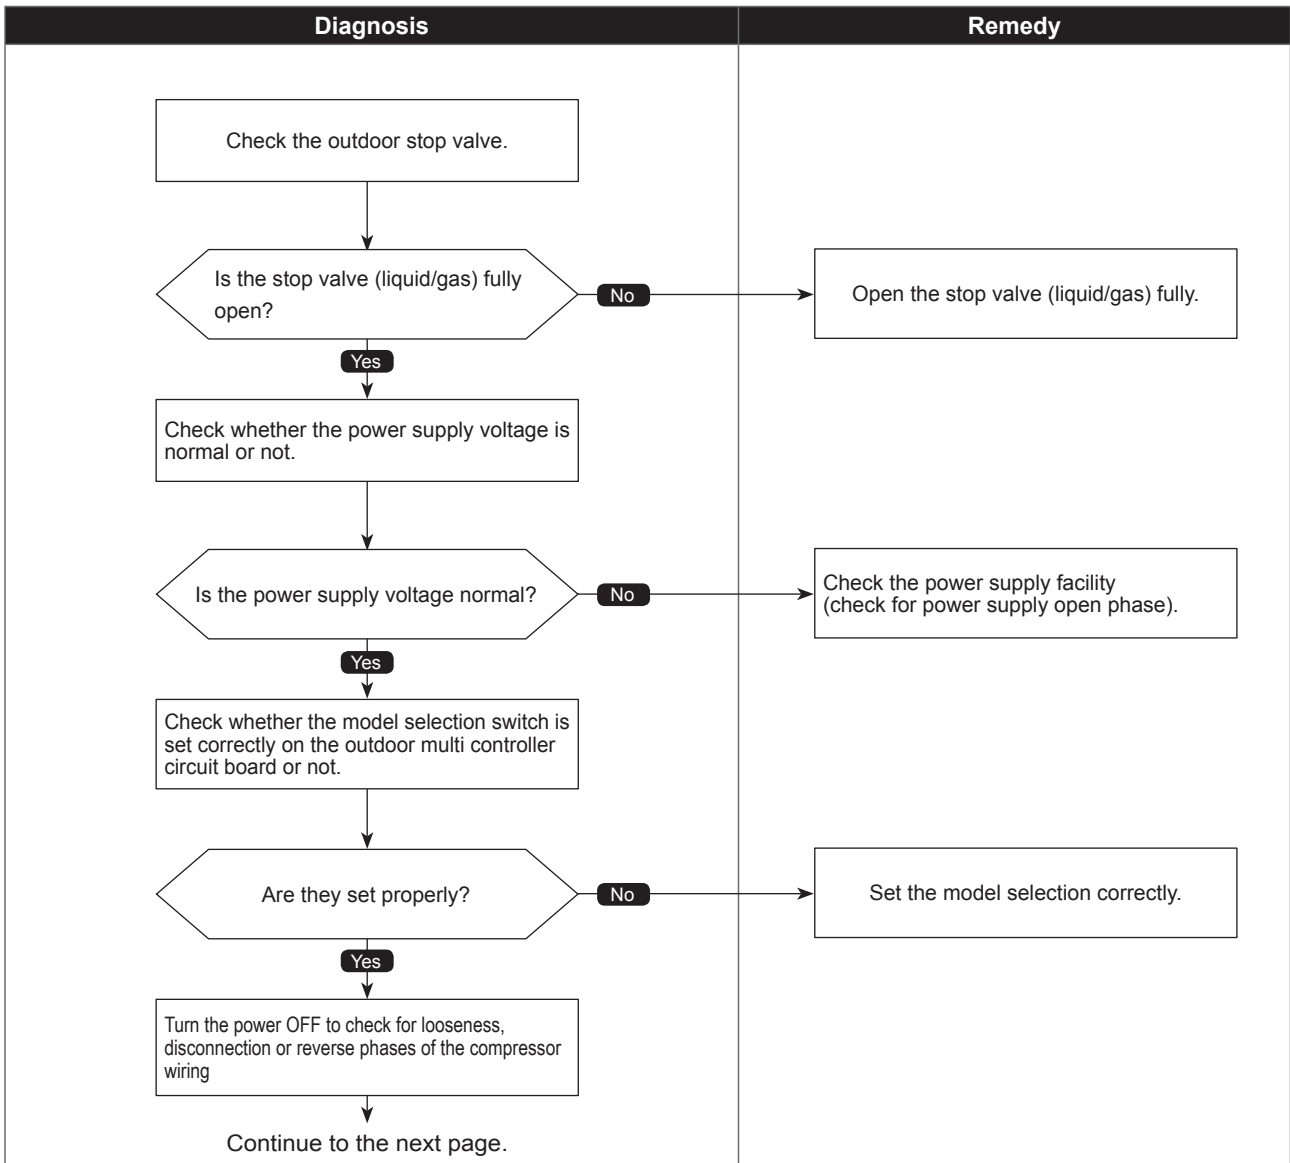 Diagnosis
Remedy
Check the outdoor stop valve.
Is the stop valve (liquid/gas) fully
open?
No
Open the stop valve (liquid/gas) fully.
Yes
Check whether the power supply voltage is
normal or not.
Is the power supply voltage normal?
No
Check the power supply facility
(check for power supply open phase).
Yes
Check whether the model selection switch is
set correctly on the outdoor multi controller
circuit board or not.
Are they set properly?
No
Set the model selection correctly.
Yes
Turn the power OFF to check for looseness,
disconnection or reverse phases of the compressor
wiring
Continue to the next page.